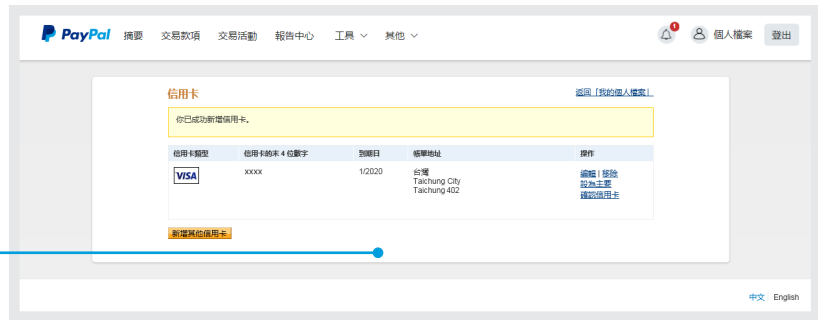 PayPal 摘要 交易款項 交易活動 報告中心 工具 其他 1 個人檔案 登出
信用卡 返回「我的個人檔案」
你已成功新增信用卡。
信用卡類型 信用卡的末 4 位數字 到期日 帳單地址 操作
VISA xxxx 1/2020 台灣 編輯 | 移除
Taichung City 設為主要
Taichung 402 確認信用卡
新增其他信用卡
中文 English